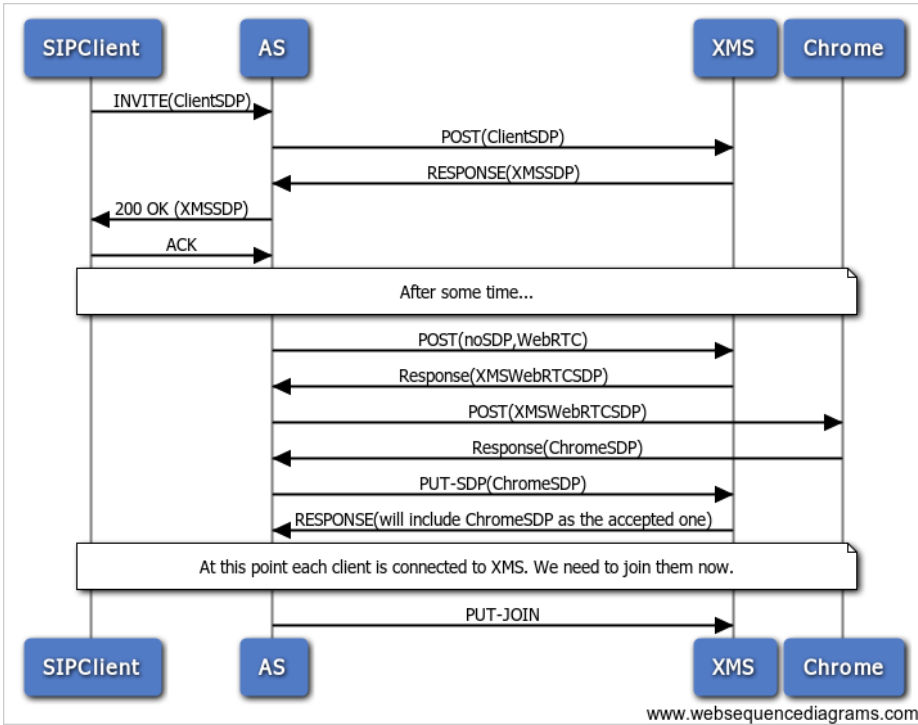 SIPClient AS XMS Chrome
INVITE(ClientSDP)
POST(ClientSDP)
RESPONSE(XMSSDP)
200 OK (XMSSDP)
ACK
After some time...
POST(noSDP,WebRTC)
Response(XMSWebRTCSDP)
POST(XMSWebRTCSDP)
Response(ChromeSDP)
PUT-SDP(ChromeSDP)
RESPONSE(will include ChromeSDP as the accepted one)
At this point each client is connected to XMS. We need to join them now.
PUT-JOIN
SIPClient AS XMS Chrome
www.websequencediagrams.com